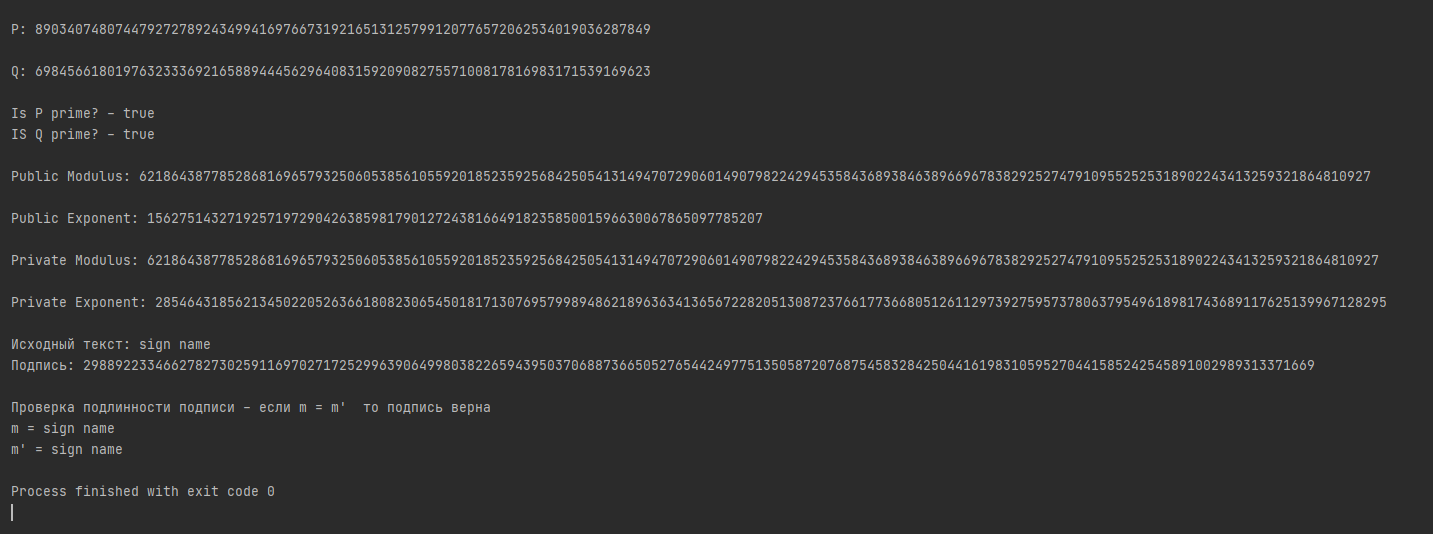 P: 89034074807447927278924349941697667319216513125799120776572062534019036287849
Q: 69845661801976323336921658894445629640831592090827557100817816983171539169623
Is P prime? – true
IS Q prime? – true
Public Modulus: 6218643877852868169657932506053856105592018523592568425054131494707290601490798224294535843689384638966967838292527479109552525318902243413259321864810927
Public Exponent: 15627514327192571972904263859817901272438166491823585001596630067865097785207
Private Modulus: 6218643877852868169657932506053856105592018523592568425054131494707290601490798224294535843689384638966967838292527479109552525318902243413259321864810927
Private Exponent: 2854643185621345022052636618082306545018171307695799894862189636341365672282051308723766177366805126112973927595737806379549618981743689117625139967128295
Исходный текст: sign name
Подпись: 2988922334662782730259116970271725299639064998038226594395037068873665052765442497751350587207687545832842504416198310595270441585242545891002989313371669
Проверка подлинности подписи – если m = m'  то подпись верна
m = sign name
m' = sign name
Process finished with exit code 0